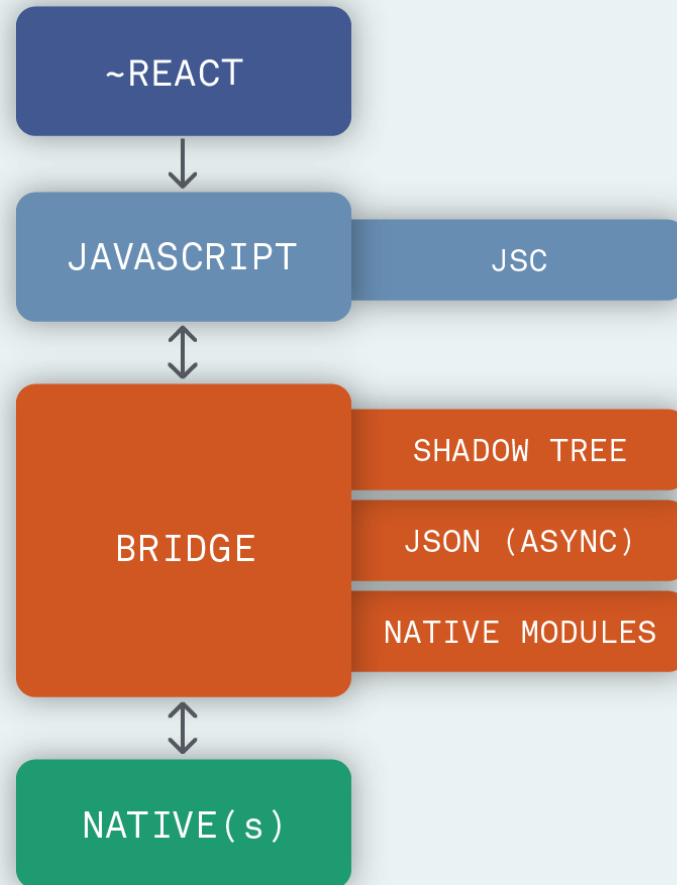 ~REACT
JAVASCRIPT
JSC
SHADOW TREE
JSON (ASYNC)
BRIDGE
NATIVE MODULES
NATIVE(s)